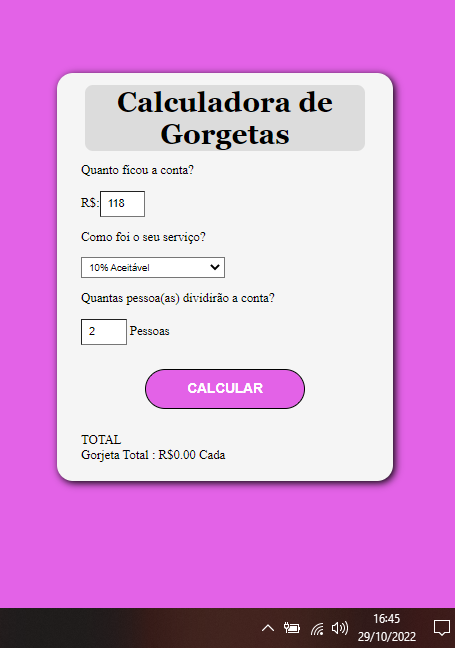 Calculadora de
Gorgetas
Quanto ficou a conta?
R$: 118
Como foi o seu serviço?
10% Aceitável
Quantas pessoa(as) dividirão a conta?
2 Pessoas
CALCULAR
TOTAL
Gorjeta Total : R$0.00 Cada
16:45
29/10/2022